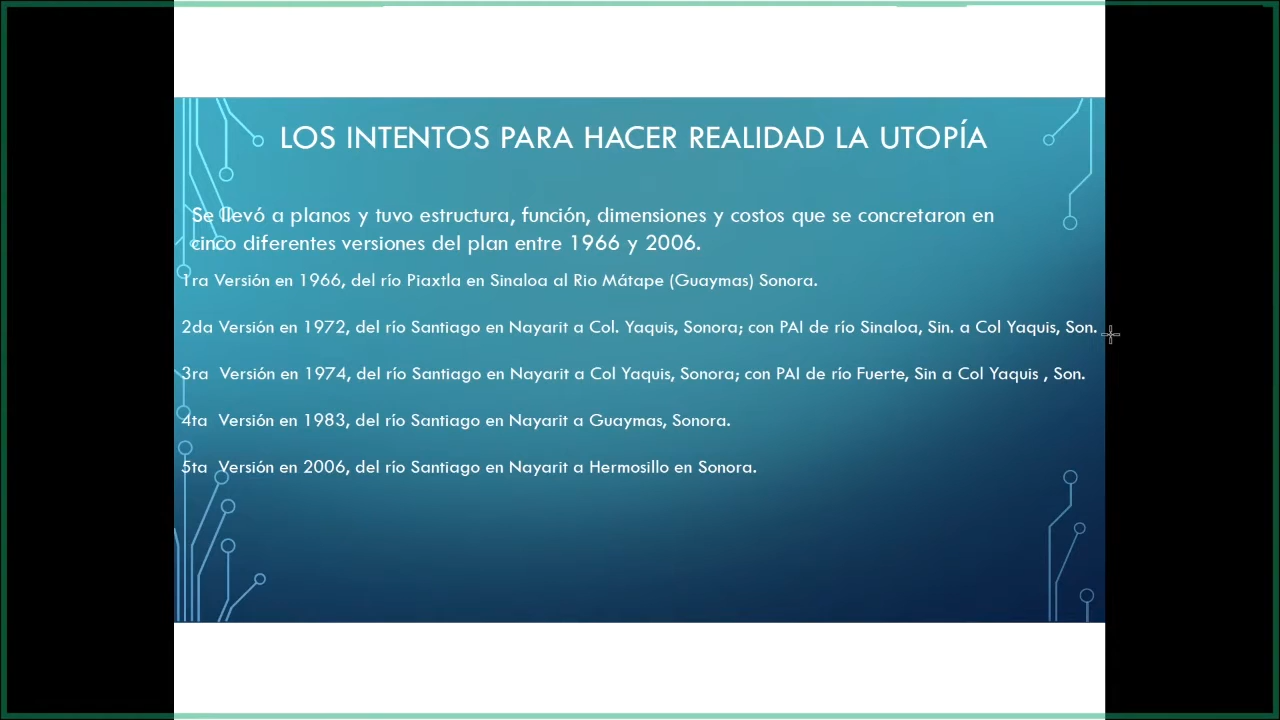 LOS INTENTOS PARA HACER REALIDAD LA UTOPÍA
Se llevó a planos y tuvo estructura, función, dimensiones y costos que se concretaron en
cinco diferentes versiones del plan entre 1966 y 2006.
1ra Versión en 1966, del río Piaxtla en Sinaloa al Rio Mátape (Guaymas) Sonora.
2da Versión en 1972, del río Santiago en Nayarit a Col. Yaquis, Sonora; con PAI de río Sinaloa, Sin. a Col Yaquis, Son.
3ra Versión en 1974, del río Santiago en Nayarit a Col Yaquis, Sonora; con PAI de río Fuerte, Sin a Col Yaquis , Son.
4ta Versión en 1983, del río Santiago en Nayarit a Guaymas, Sonora.
5ta Versión en 2006, del río Santiago en Nayarit a Hermosillo en Sonora.